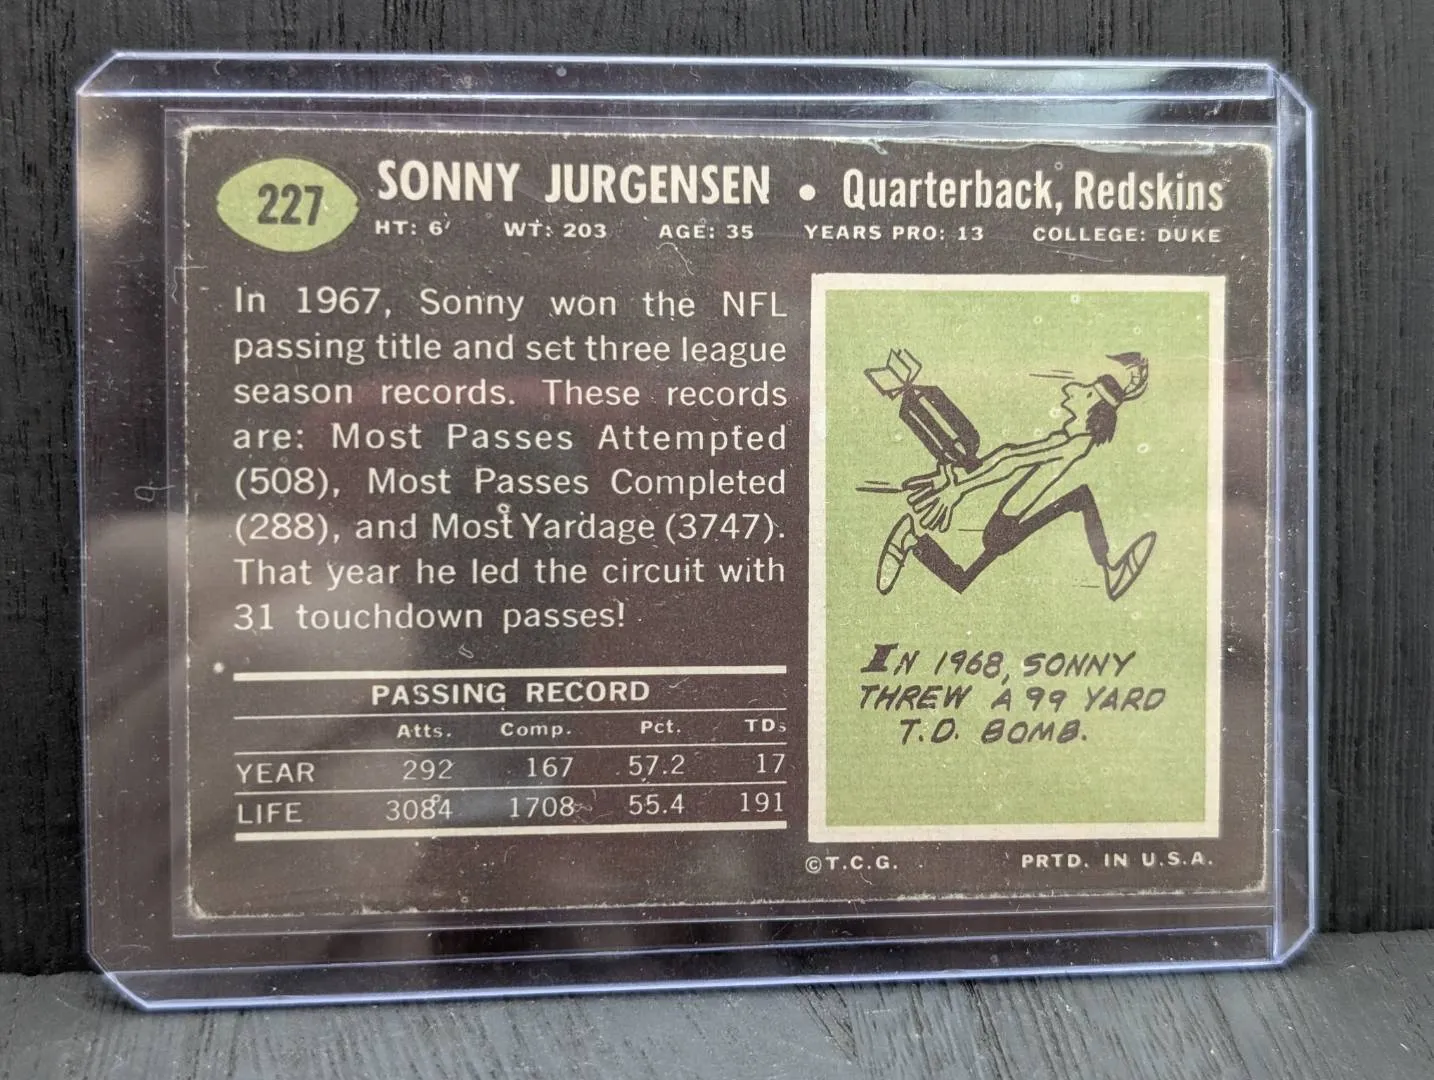 227 SONNY JURGENSEN • Quarterback, Redskins
HT: 6' WT: 203 AGE: 35 YEARS PRO: 13 COLLEGE: DUKE
In 1967, Sonny won the NFL
passing title and set three league
season records. These records
are: Most Passes Attempted
(508), Most Passes Completed
(288), and Most Yardage (3747).
That year he led the circuit with
31 touchdown passes!
PASSING RECORD
Atts. Comp. Pct. TDs
YEAR 292 167 57.2 17
LIFE 3084 1708 55.4 191
IN 1968, SONNY
THREW A 99 YARD
T.D. BOMB.
©T.C.G. PRTD. IN U.S.A.